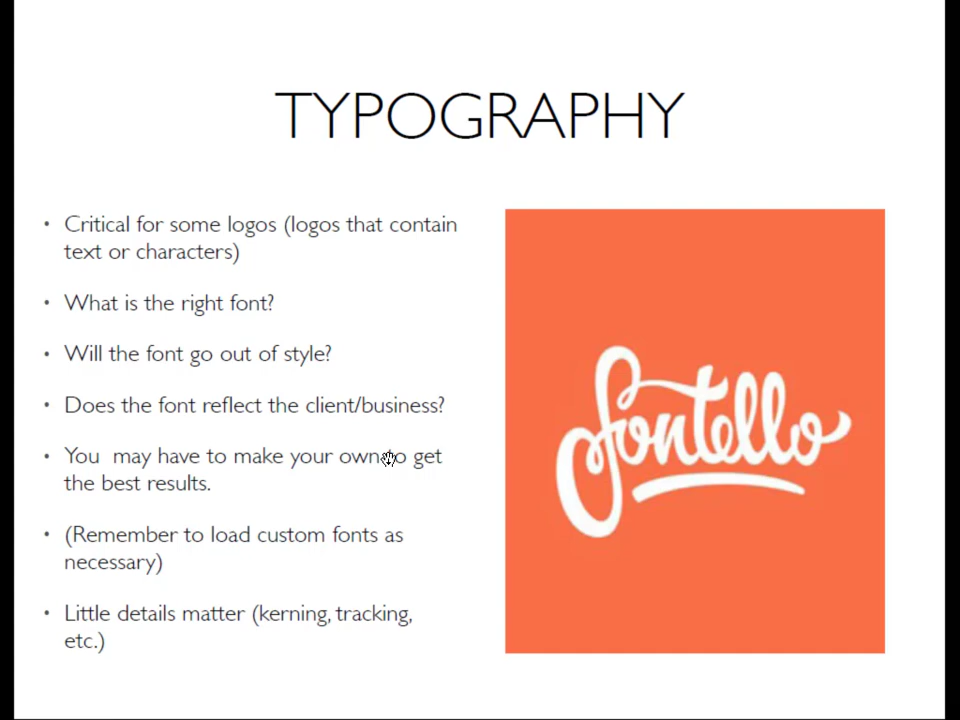 TYPOGRAPHY
• Critical for some logos (logos that contain
text or characters)
• What is the right font?
• Will the font go out of style?
• Does the font reflect the client/business?
• You  may have to make your own to get
the best results.
• (Remember to load custom fonts as
necessary)
• Little details matter (kerning, tracking,
etc.)
fontello